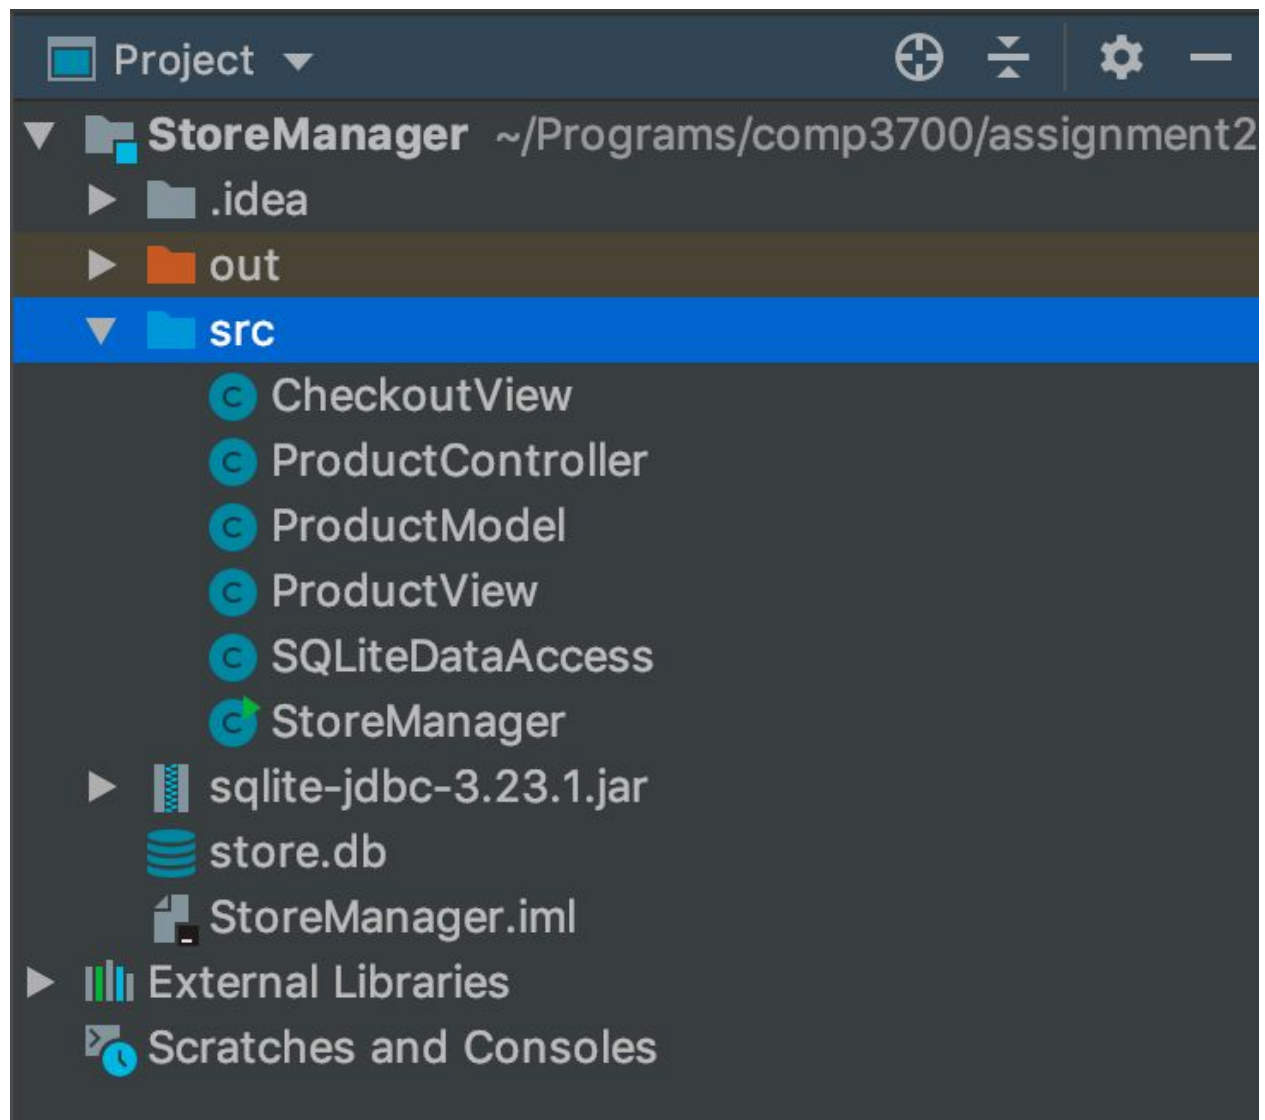 Project
StoreManager ~/Programs/comp3700/assignment2
.idea
out
src
CheckoutView
ProductController
ProductModel
ProductView
SQLiteDataAccess
StoreManager
sqlite-jdbc-3.23.1.jar
store.db
StoreManager.iml
External Libraries
Scratches and Consoles